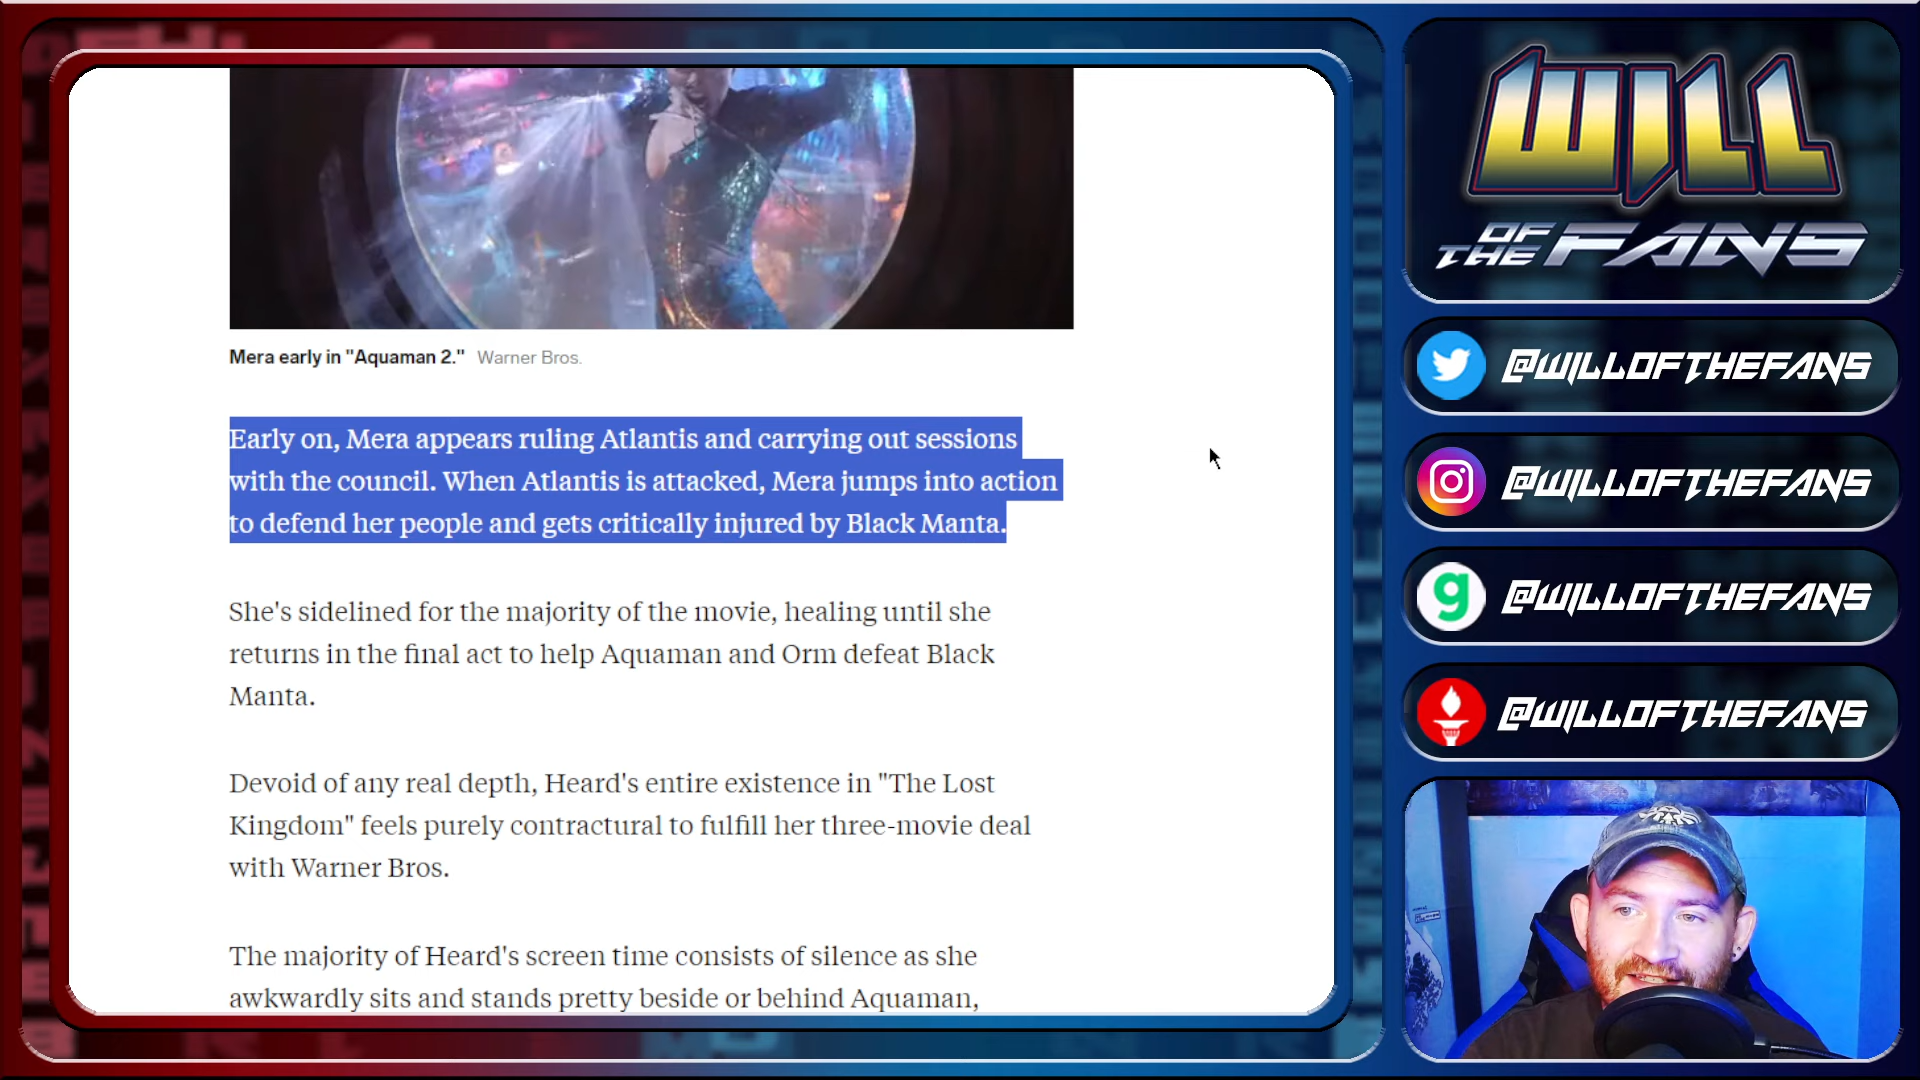 Mera early in "Aquaman 2." Warner Bros.
Early on, Mera appears ruling Atlantis and carrying out sessions
with the council. When Atlantis is attacked, Mera jumps into action
to defend her people and gets critically injured by Black Manta.
She's sidelined for the majority of the movie, healing until she
returns in the final act to help Aquaman and Orm defeat Black
Manta.
Devoid of any real depth, Heard's entire existence in "The Lost
Kingdom" feels purely contractural to fulfill her three-movie deal
with Warner Bros.
The majority of Heard's screen time consists of silence as she
awkwardly sits and stands pretty beside or behind Aquaman,
WILL
OF THE FANS
@WILLOFTHEFANS
@WILLOFTHEFANS
g @WILLOFTHEFANS
@WILLOFTHEFANS